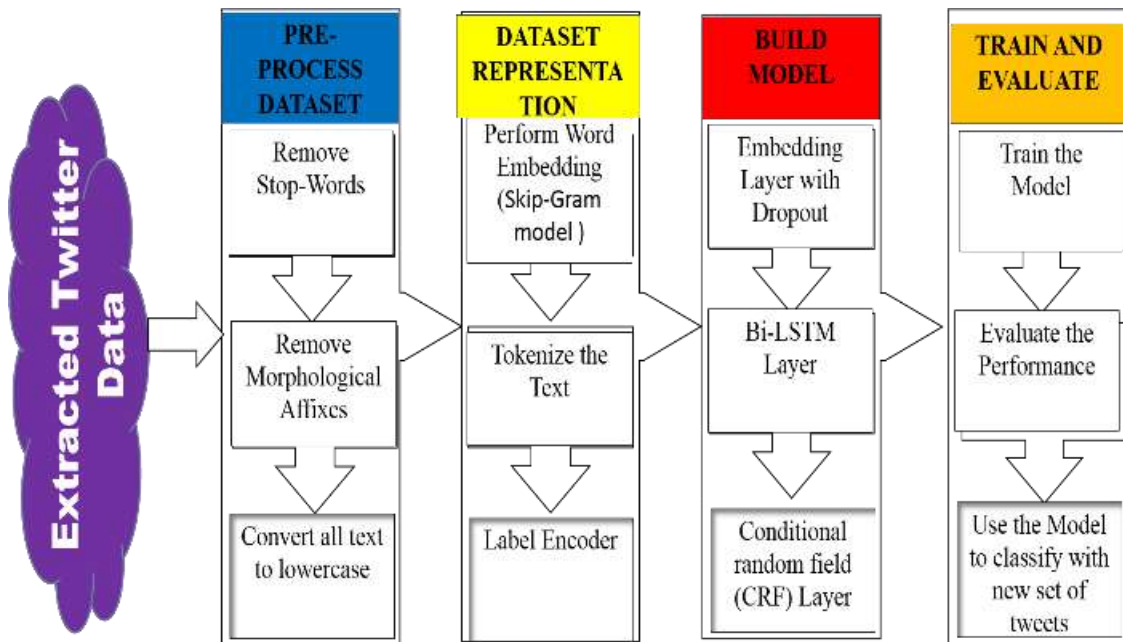 Extracted Twitter
Data
PRE-
PROCESS
DATASET
Remove
Stop-Words
Remove
Morphological
Affixes
Convert all text
to lowercase
DATASET
REPRESENTA
TION
Perform Word
Embedding
(Skip-Gram
model )
Tokenize the
Text
Label Encoder
BUILD
MODEL
Embedding
Layer with
Dropout
Bi-LSTM
Layer
Conditional
random field
(CRF) Layer
TRAIN AND
EVALUATE
Train the
Model
Evaluate the
Performance
Use the Model
to classify with
new set of
tweets